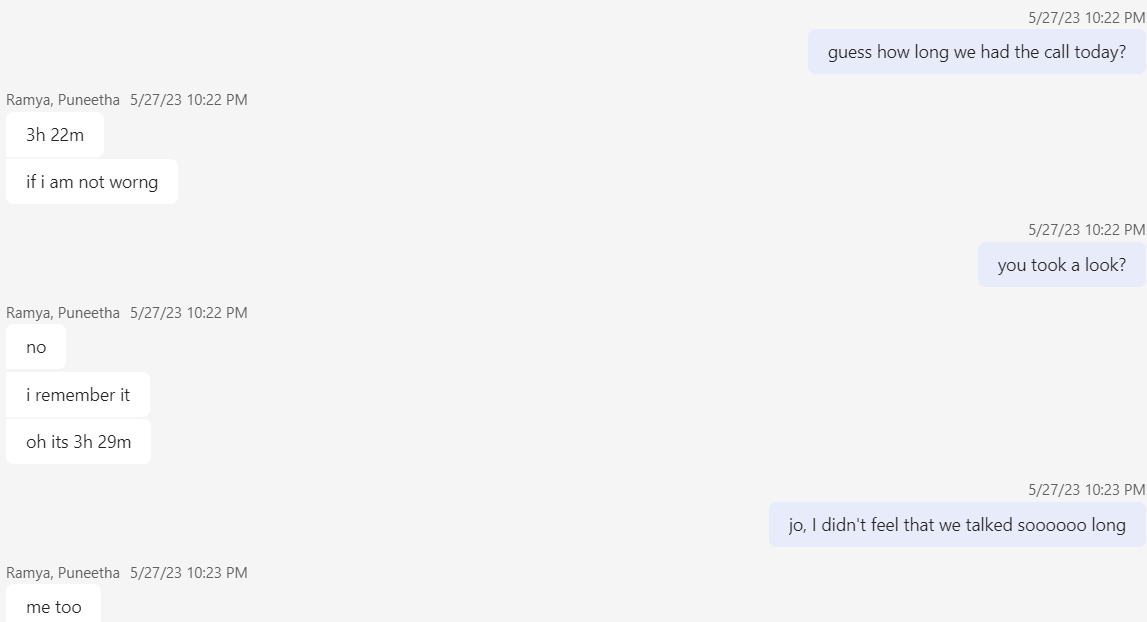 5/27/23 10:22 PM
guess how long we had the call today?
Ramya, Puneetha 5/27/23 10:22 PM
3h 22m
if i am not worng
5/27/23 10:22 PM
you took a look?
Ramya, Puneetha 5/27/23 10:22 PM
no
i remember it
oh its 3h 29m
5/27/23 10:23 PM
jo, I didn't feel that we talked soooooo long
Ramya, Puneetha 5/27/23 10:23 PM
me too